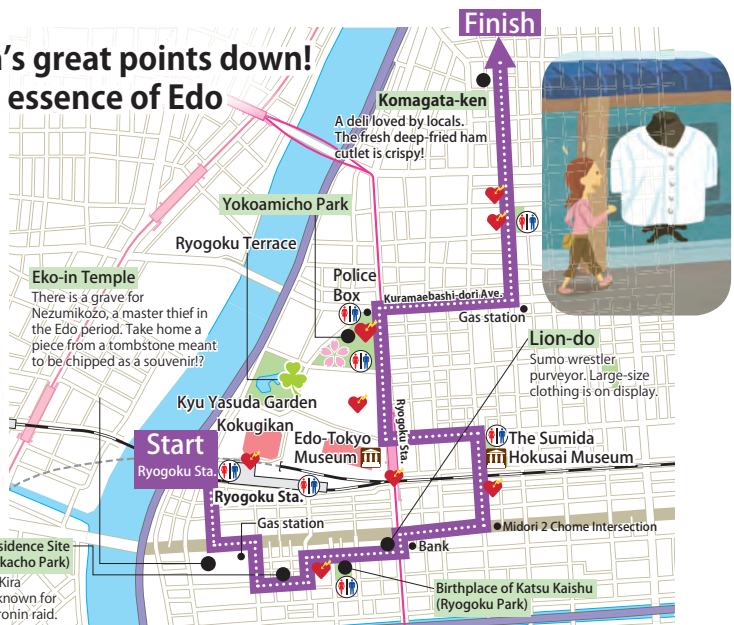 Finish
's great points down!
essence of Edo
Komagata-ken
A deli loved by locals.
The fresh deep-fried ham
cutlet is crispy!
Yokoamicho Park
Ryogoku Terrace
Eko-in Temple
There is a grave for
Nezumikozo, a master thief in
the Edo period. Take home a
piece from a tombstone meant
to be chipped as a souvenir!?
Police
Box
Kuramaebashi-dori Ave.
Gas station
Lion-do
Sumo wrestler
purveyor. Large-size
clothing is on display.
Kyu Yasuda Garden
Kokugikan
Ryogoku Sta.
Start
Ryogoku Sta.
Edo-Tokyo
Museum
The Sumida
Hokusai Museum
Ryogoku Sta.
Gas station
Midori 2 Chome Intersection
Bank
sidence Site
kacho Park)
Kira
known for
ronin raid.
Birthplace of Katsu Kaishu
(Ryogoku Park)